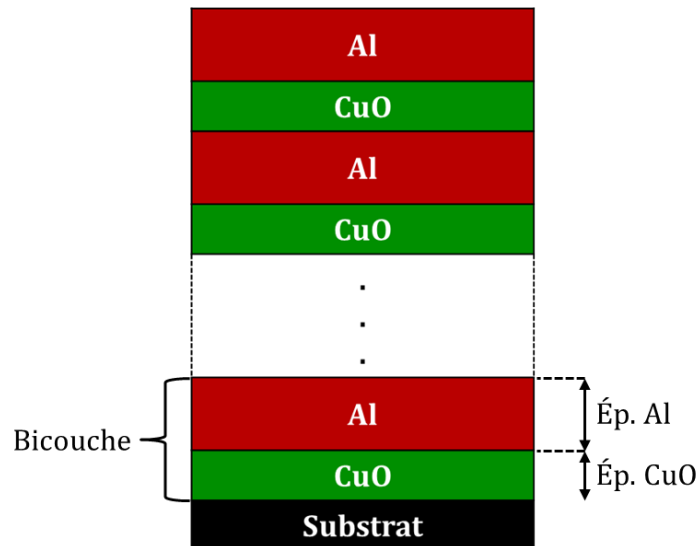 Al
CuO
Al
CuO
.
.
.
Bicouche
Al
Ép. Al
CuO
Ép. CuO
Substrat